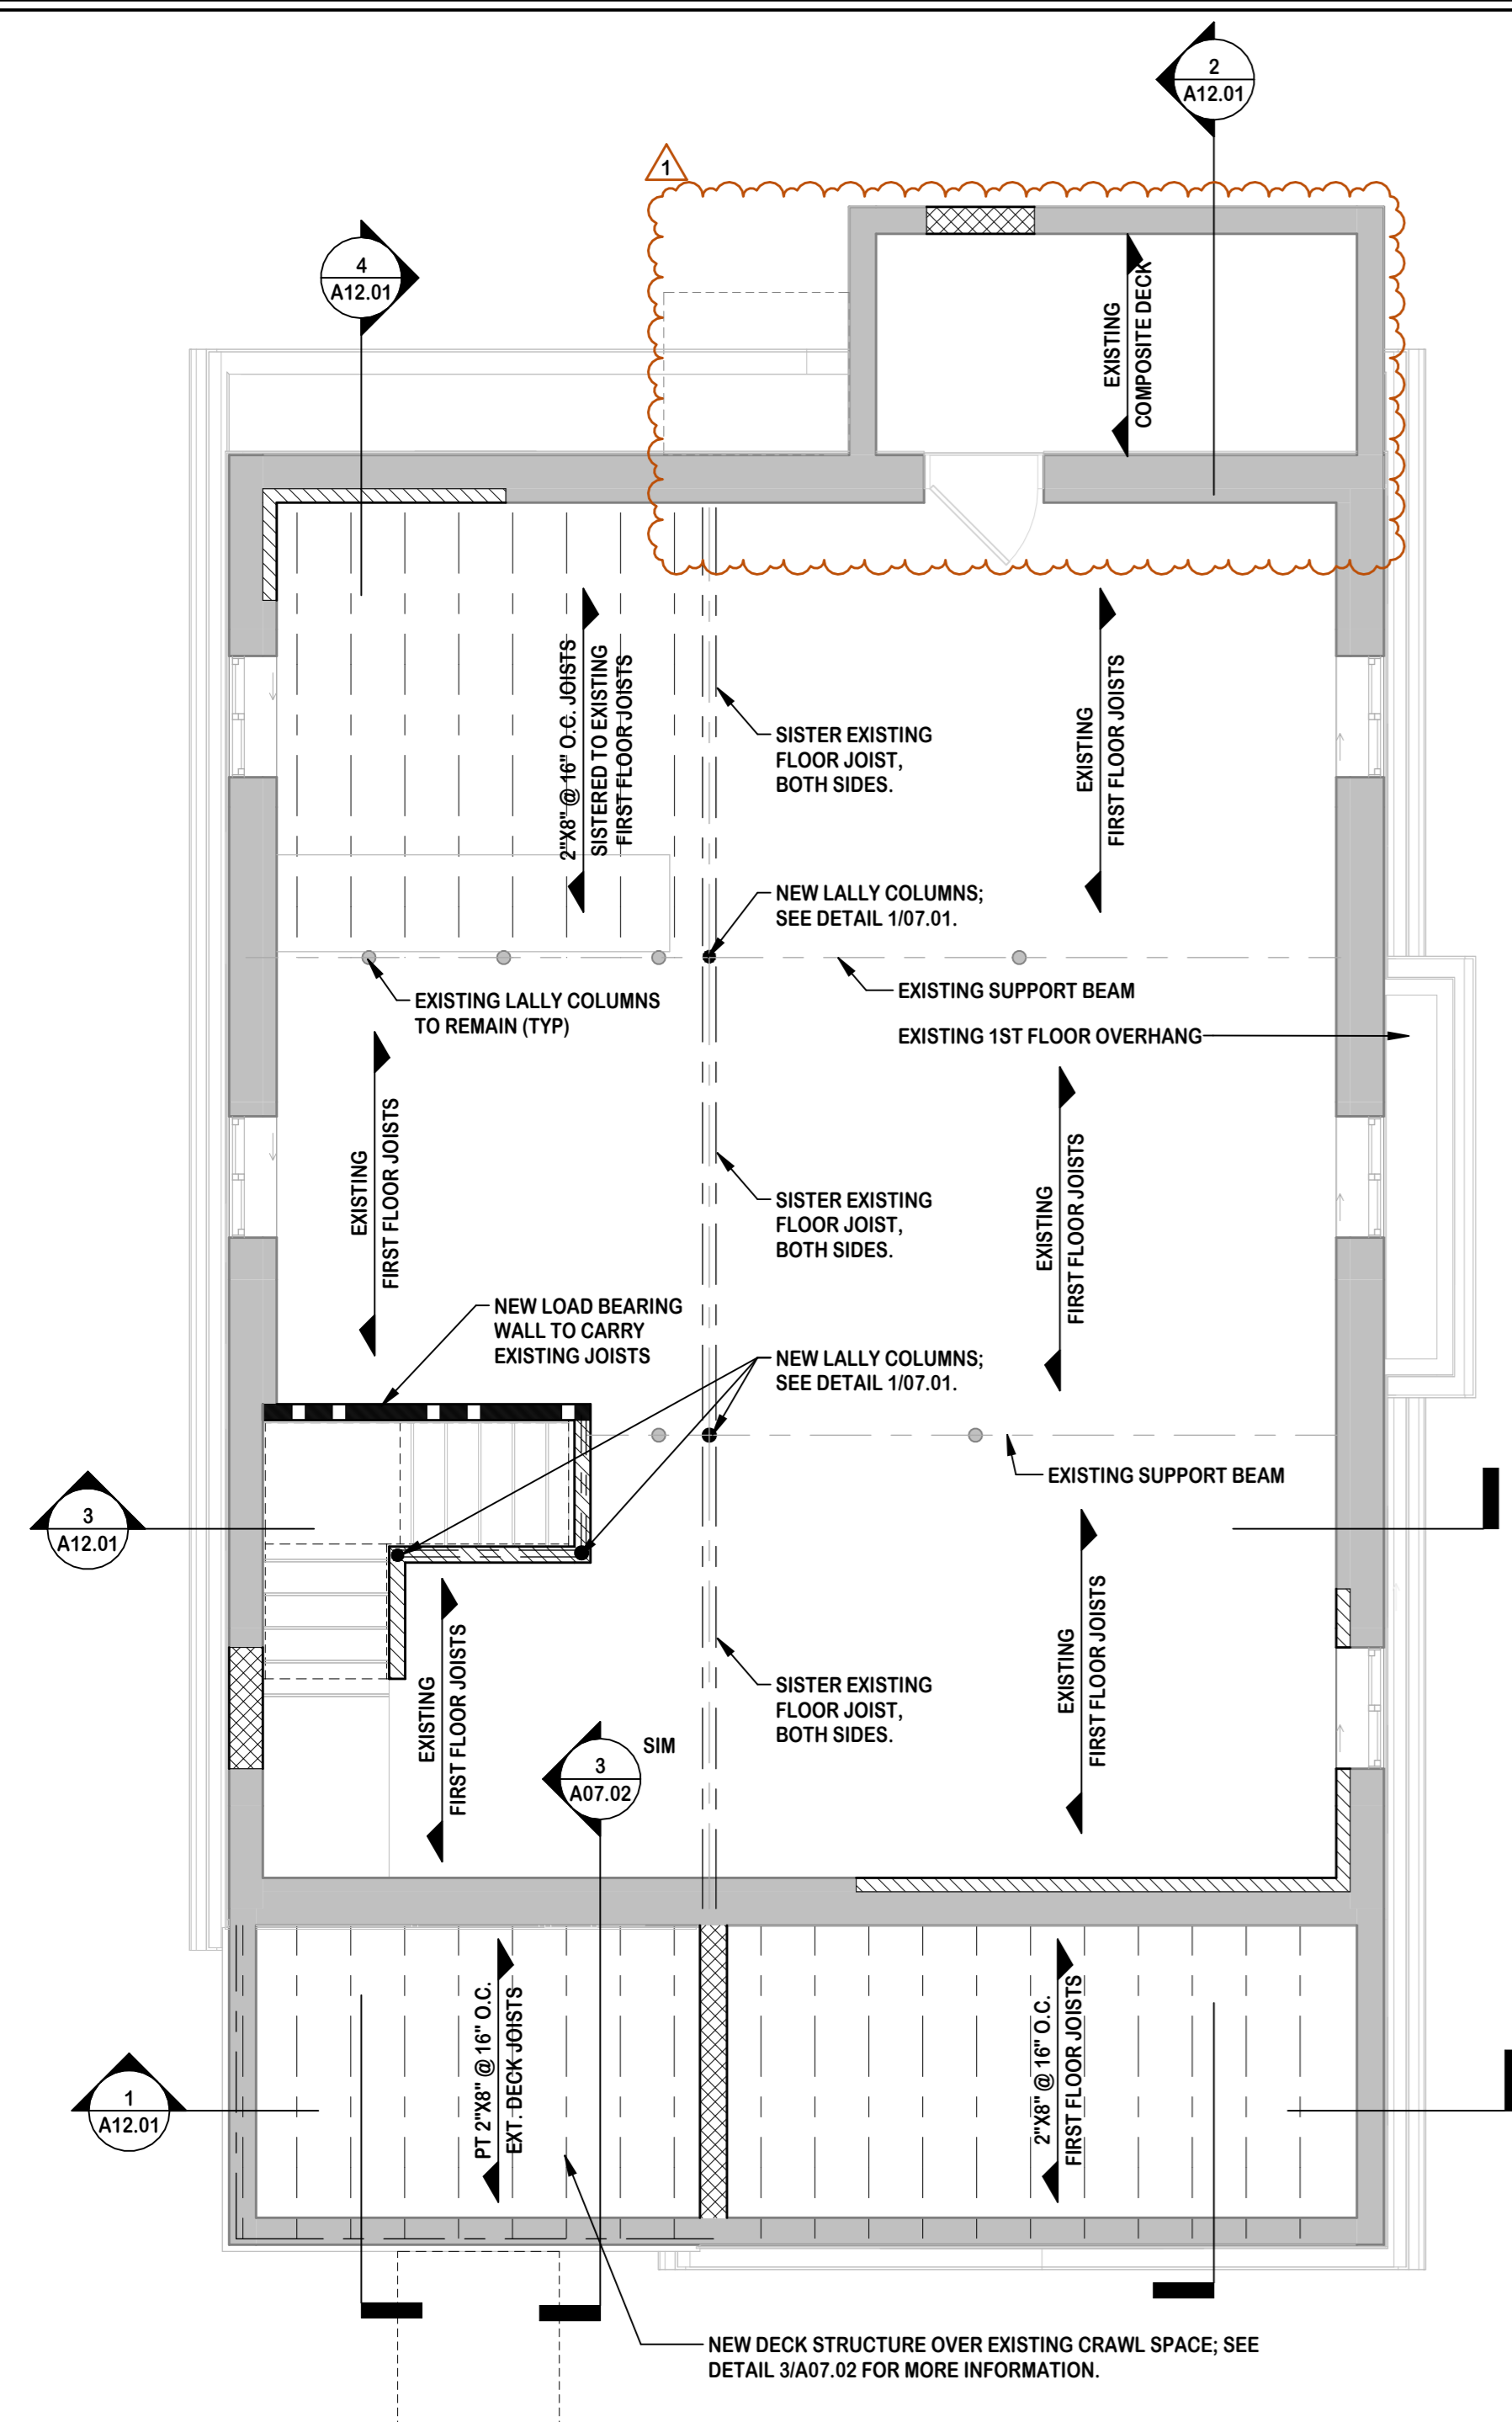 2
A12.01
1
4
A12.01
EXISTING
COMPOSITE DECK
2"X8" @ 16" O.C. JOISTS
SISTERED TO EXISTING
FIRST FLOOR JOISTS
SISTER EXISTING
FLOOR JOIST,
BOTH SIDES.
EXISTING
FIRST FLOOR JOISTS
NEW LALLY COLUMNS;
SEE DETAIL 1/07.01.
EXISTING LALLY COLUMNS
TO REMAIN (TYP)
EXISTING SUPPORT BEAM
EXISTING 1ST FLOOR OVERHANG
EXISTING
FIRST FLOOR JOISTS
SISTER EXISTING
FLOOR JOIST,
BOTH SIDES.
EXISTING
FIRST FLOOR JOISTS
NEW LOAD BEARING
WALL TO CARRY
EXISTING JOISTS
NEW LALLY COLUMNS;
SEE DETAIL 1/07.01.
EXISTING SUPPORT BEAM
3
A12.01
EXISTING
FIRST FLOOR JOISTS
SISTER EXISTING
FLOOR JOIST,
BOTH SIDES.
EXISTING
FIRST FLOOR JOISTS
SIM
3
A07.02
PT 2"X8" @ 16" O.C.
EXT. DECK JOISTS
2"X8" @ 16" O.C.
FIRST FLOOR JOISTS
1
A12.01
NEW DECK STRUCTURE OVER EXISTING CRAWL SPACE; SEE
DETAIL 3/A07.02 FOR MORE INFORMATION.